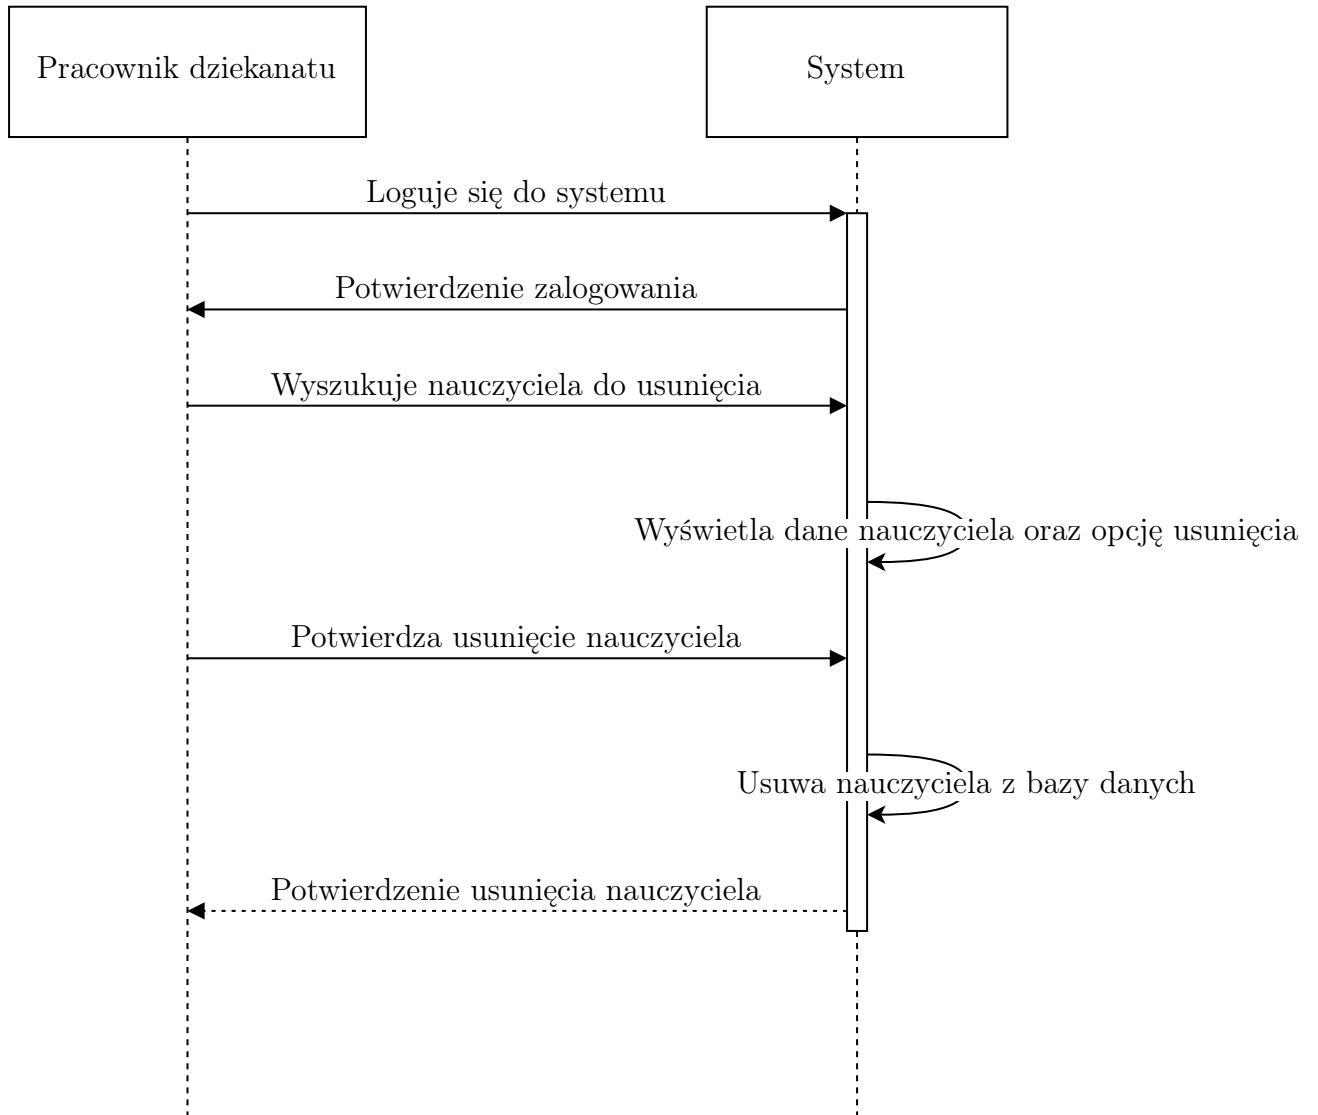 Pracownik dziekanatu
System
Loguje się do systemu
Potwierdzenie zalogowania
Wyszukuje nauczyciela do usunięcia
Wyświetla dane nauczyciela oraz opcję usunięcia
Potwierdza usunięcie nauczyciela
Usuwa nauczyciela z bazy danych
Potwierdzenie usunięcia nauczyciela